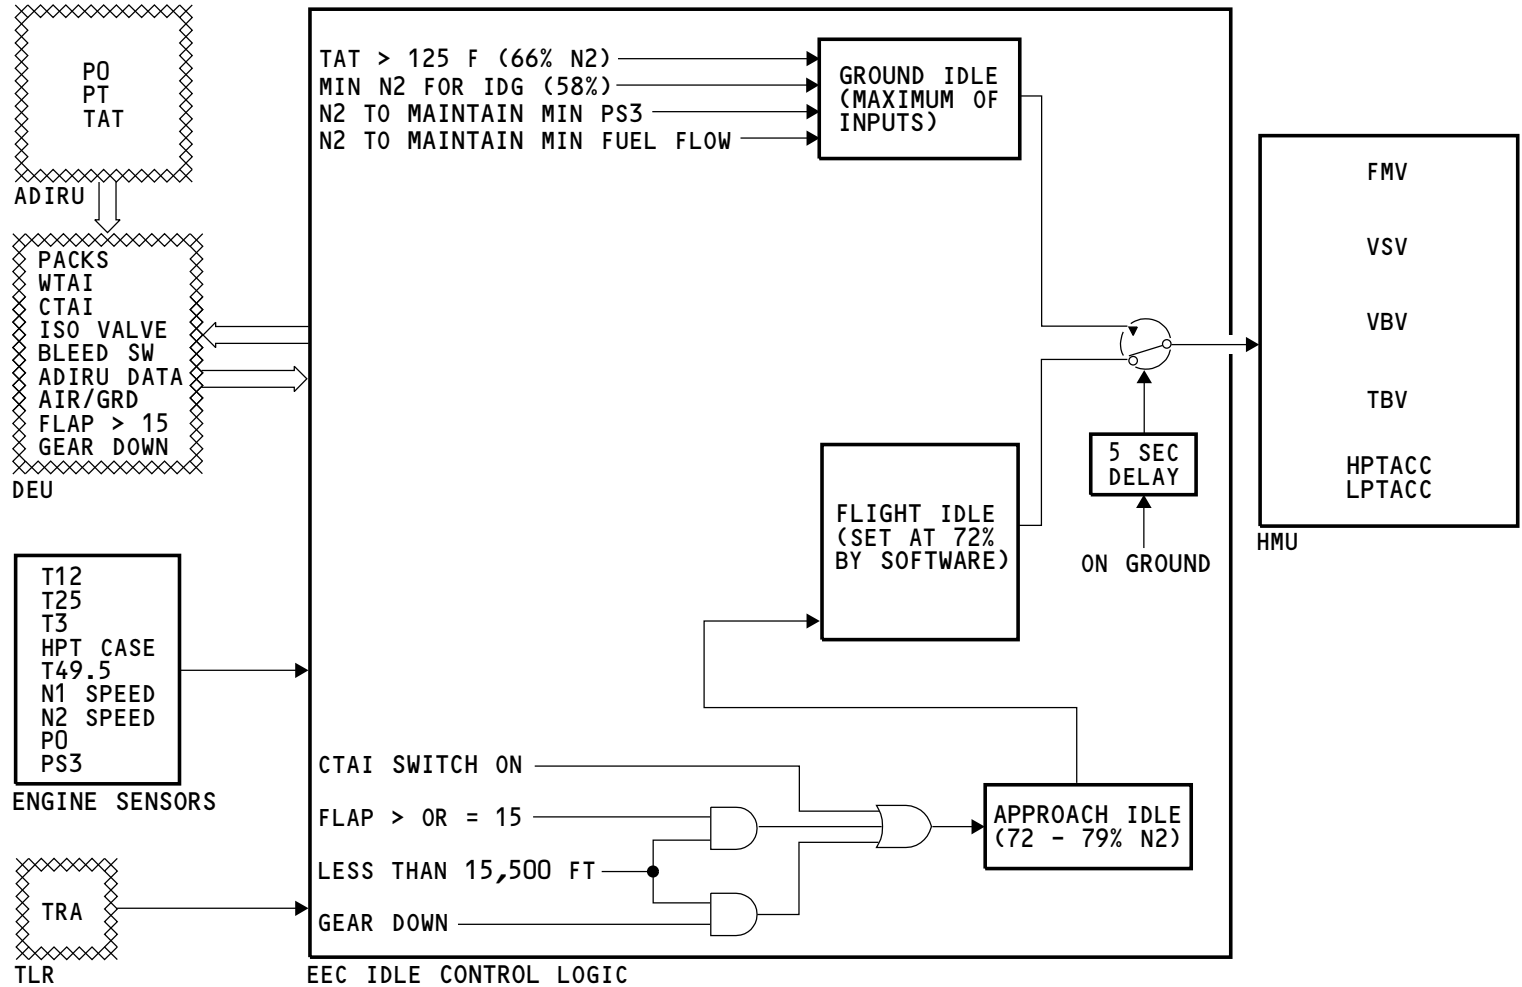 PO
PT
TAT
ADIRU
PACKS
WTAI
CTAI
ISO VALVE
BLEED SW
ADIRU DATA
AIR/GRD
FLAP > 15
GEAR DOWN
DEU
T12
T25
T3
HPT CASE
T49.5
N1 SPEED
N2 SPEED
PO
PS3
ENGINE SENSORS
TRA
TLR
TAT > 125 F (66% N2)
MIN N2 FOR IDG (58%)
N2 TO MAINTAIN MIN PS3
N2 TO MAINTAIN MIN FUEL FLOW
GROUND IDLE
(MAXIMUM OF
INPUTS)
FLIGHT IDLE
(SET AT 72%
BY SOFTWARE)
5 SEC
DELAY
ON GROUND
CTAI SWITCH ON
FLAP > OR = 15
LESS THAN 15,500 FT
GEAR DOWN
APPROACH IDLE
(72 - 79% N2)
EEC IDLE CONTROL LOGIC
FMV
VSV
VBV
TBV
HPTACC
LPTACC
HMU